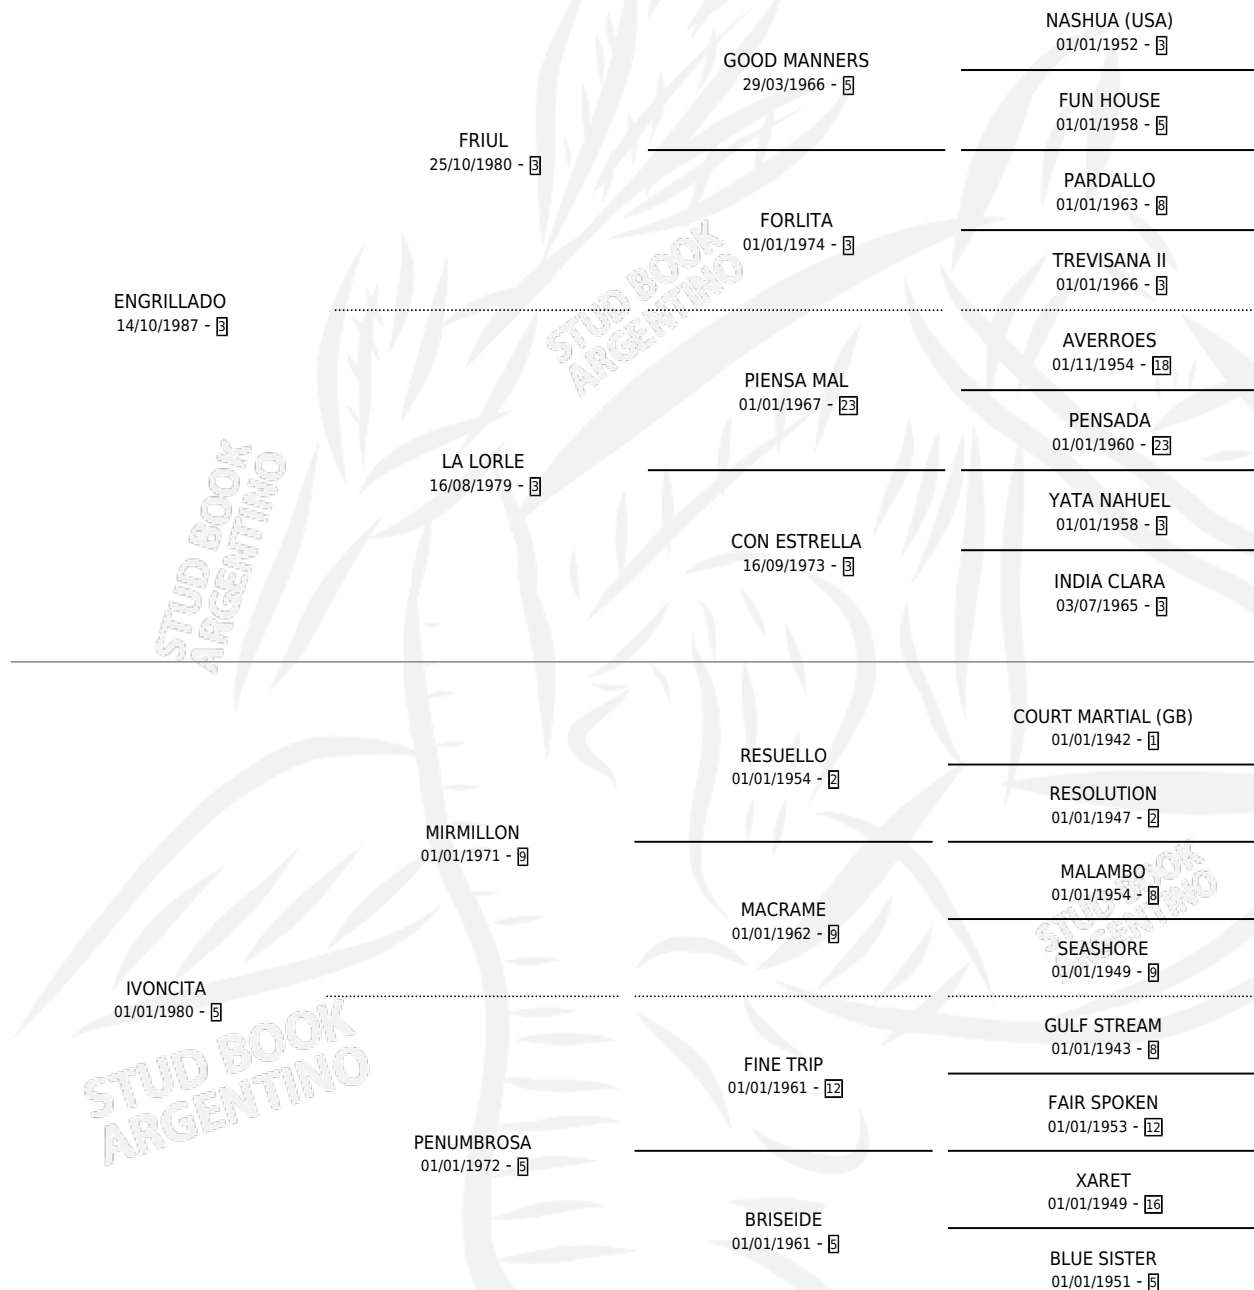 NASHUA (USA)
01/01/1952 - 3
GOOD MANNERS
29/03/1966 - 5
FUN HOUSE
01/01/1958 - 5
FRIUL
25/10/1980 - 3
PARDALLO
01/01/1963 - 8
FORLITA
01/01/1974 - 3
TREVISANA II
01/01/1966 - 3
ENGRILLADO
14/10/1987 - 3
AVERROES
01/11/1954 - 18
PIENSA MAL
01/01/1967 - 23
PENSADA
01/01/1960 - 23
LA LORLE
16/08/1979 - 3
YATA NAHUEL
01/01/1958 - 3
CON ESTRELLA
16/09/1973 - 3
INDIA CLARA
03/07/1965 - 3
COURT MARTIAL (GB)
01/01/1942 - 1
RESUELLO
01/01/1954 - 2
RESOLUTION
01/01/1947 - 2
MIRMILLON
01/01/1971 - 9
MALAMBO
01/01/1954 - 8
MACRAME
01/01/1962 - 9
SEASHORE
01/01/1949 - 9
IVONCITA
01/01/1980 - 5
GULF STREAM
01/01/1943 - 8
FINE TRIP
01/01/1961 - 12
FAIR SPOKEN
01/01/1953 - 12
PENUMBROSA
01/01/1972 - 5
XARET
01/01/1949 - 16
BRISEIDE
01/01/1961 - 5
BLUE SISTER
01/01/1951 - 5
STUD BOOK
ARGENTINO
STUD BOOK
ARGENTINO
STUD BOOK
ARGENTINO
STUD BOOK
ARGENTINO